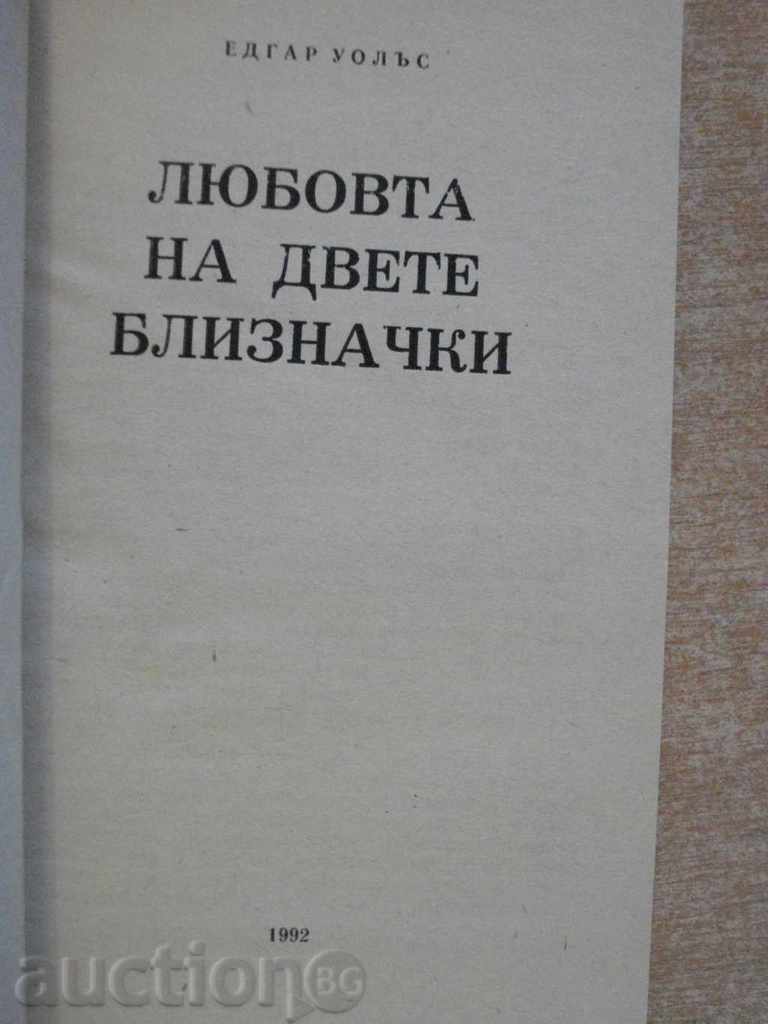 ЕДГАР УОЛЪС
ЛЮБОВТА
НА ДВЕТЕ
БЛИЗНАЧКИ
1992
auction BG